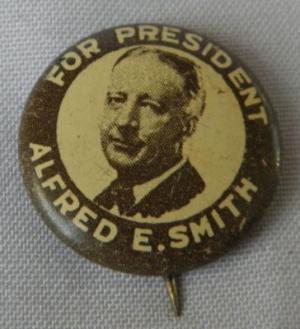 FOR PRESIDENT
ALFRED E. SMITH